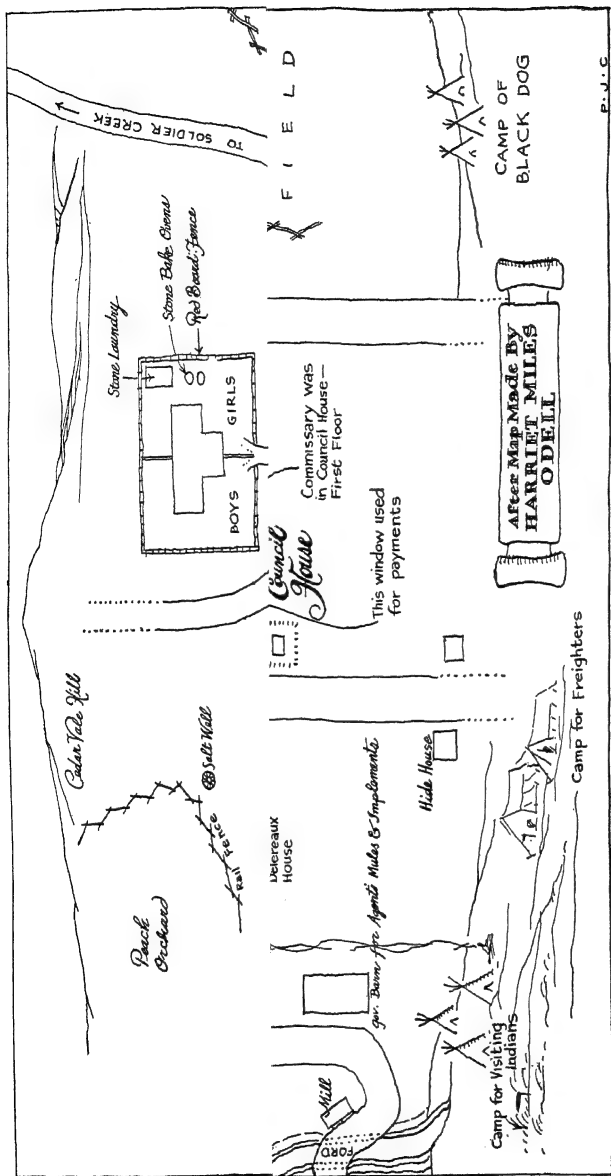 Cedar Vale Hill
Peach
Orchard
Rail Fence
Salt Well
Stone Laundry
Stone Bake Ovens
Red Board Fence
BOYS
GIRLS
TO SOLDIER CREEK
Mill
FORD
Delereaux
House
Council
House
Commissary was
in Council House—
First Floor
This window used
for payments
FIELD
gov. Barn for Agent's Mules & Implements
Hide House
Camp for Visiting
Indians
Camp for Freighters
After Map Made By
HARRIET MILES
ODELL
CAMP OF
BLACK DOG
P.J.C